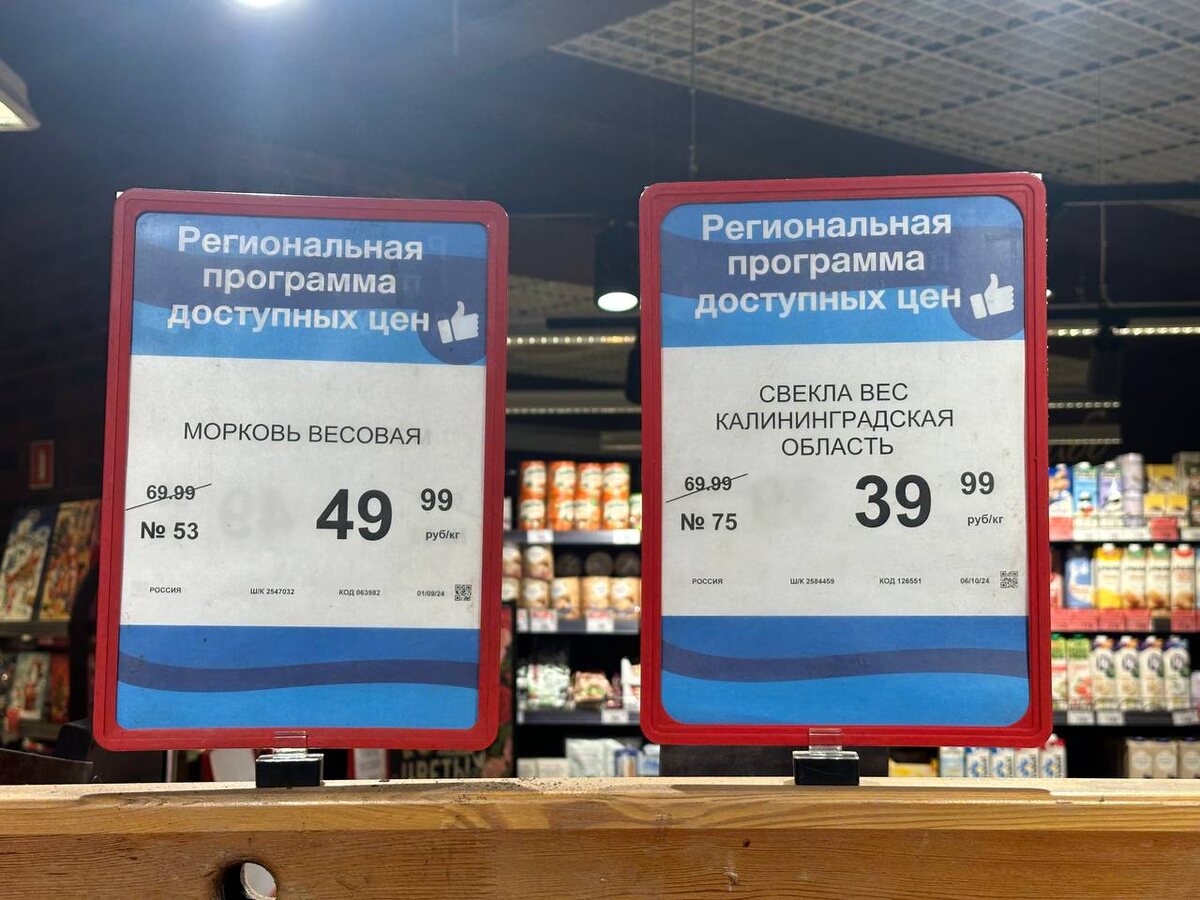 Региональная
программа
доступных цен
МОРКОВЬ ВЕСОВАЯ
69.99
№ 53
49 99
руб/кг
РОССИЯ Ш/К 2547032 КОД 063982 01/09/24
Региональная
программа
доступных цен
СВЕКЛА ВЕС
КАЛИНИНГРАДСКАЯ
ОБЛАСТЬ
69.99
№ 75
39 99
руб/кг
РОССИЯ Ш/К 2584459 КОД 126551 06/10/24